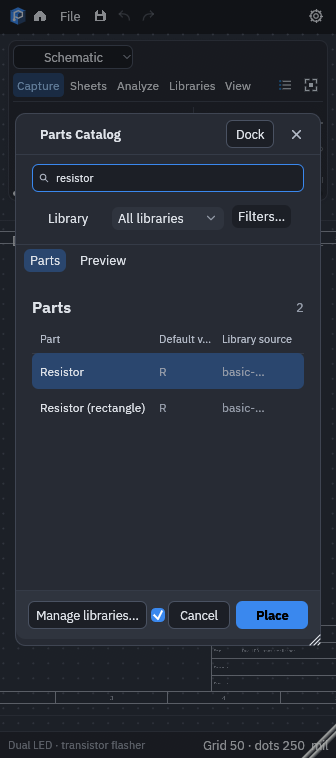 File
Schematic
Capture Sheets Analyze Libraries View
Parts Catalog Dock
resistor
Library All libraries Filters...
Parts Preview
Parts 2
Part Default v... Library source
Resistor R basic-...
Resistor (rectangle) R basic-...
Manage libraries... Cancel Place
3 4
Dual LED · transistor flasher Grid 50 · dots 250 mil